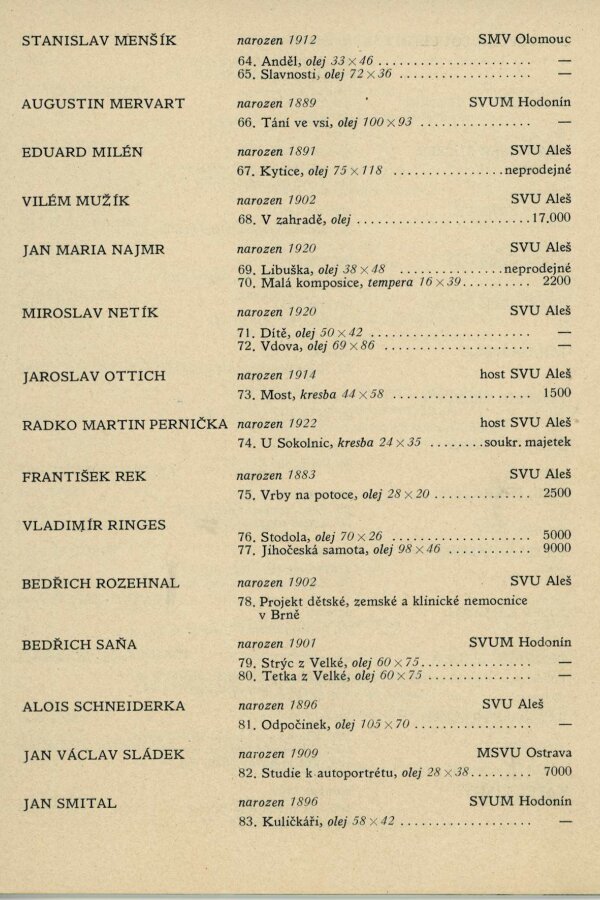 STANISLAV MENŠÍK narozen 1912 SMV Olomouc
64. Anděl, olej 33×46 . . . . . . . . . . . . . . . . . . . . . . . —
65. Slavnosti, olej 72×36 . . . . . . . . . . . . . . . . . . . . —
AUGUSTIN MERVART narozen 1889 SVUM Hodonín
66. Tání ve vsi, olej 100×93 . . . . . . . . . . . . . . . . . —
EDUARD MILÉN narozen 1891 SVU Aleš
67. Kytice, olej 75×118 . . . . . . . . . . . . . . . . . neprodejné
VILÉM MUŽÍK narozen 1902 SVU Aleš
68. V zahradě, olej . . . . . . . . . . . . . . . . . . . . . . . . . . 17.000
JAN MARIA NAJMR narozen 1920 SVU Aleš
69. Libuška, olej 38×48 . . . . . . . . . . . . . . . . neprodejné
70. Malá komposice, tempera 16×39 . . . . . . . . . . 2200
MIROSLAV NETÍK narozen 1920 SVU Aleš
71. Dítě, olej 50×42 . . . . . . . . . . . . . . . . . . . . . . . . —
72. Vdova, olej 69×86 . . . . . . . . . . . . . . . . . . . . . . —
JAROSLAV OTTICH narozen 1914 host SVU Aleš
73. Most, kresba 44×58 . . . . . . . . . . . . . . . . . . . . . 1500
RADKO MARTIN PERNIČKA narozen 1922 host SVU Aleš
74. U Sokolnic, kresba 24×35 . . . . . . . . soukr. majetek
FRANTIŠEK REK narozen 1883 SVU Aleš
75. Vrby na potoce, olej 28×20 . . . . . . . . . . . . . . . 2500
VLADIMÍR RINGES
76. Stodola, olej 70×26 . . . . . . . . . . . . . . . . . . . . . 5000
77. Jihočeská samota, olej 98×46 . . . . . . . . . . . . 9000
BEDŘICH ROZEHNAL narozen 1902 SVU Aleš
78. Projekt dětské, zemské a klinické nemocnice
v Brně
BEDŘICH SAŇA narozen 1901 SVUM Hodonín
79. Strýc z Velké, olej 60×75 . . . . . . . . . . . . . . . . . —
80. Tetka z Velké, olej 60×75 . . . . . . . . . . . . . . . . —
ALOIS SCHNEIDERKA narozen 1896 SVU Aleš
81. Odpočinek, olej 105×70 . . . . . . . . . . . . . . . . . . —
JAN VÁCLAV SLÁDEK narozen 1909 MSVU Ostrava
82. Studie k autoportrétu, olej 28×38 . . . . . . . . . 7000
JAN SMITAL narozen 1896 SVUM Hodonín
83. Kuličkáři, olej 58×42 . . . . . . . . . . . . . . . . . . . . —